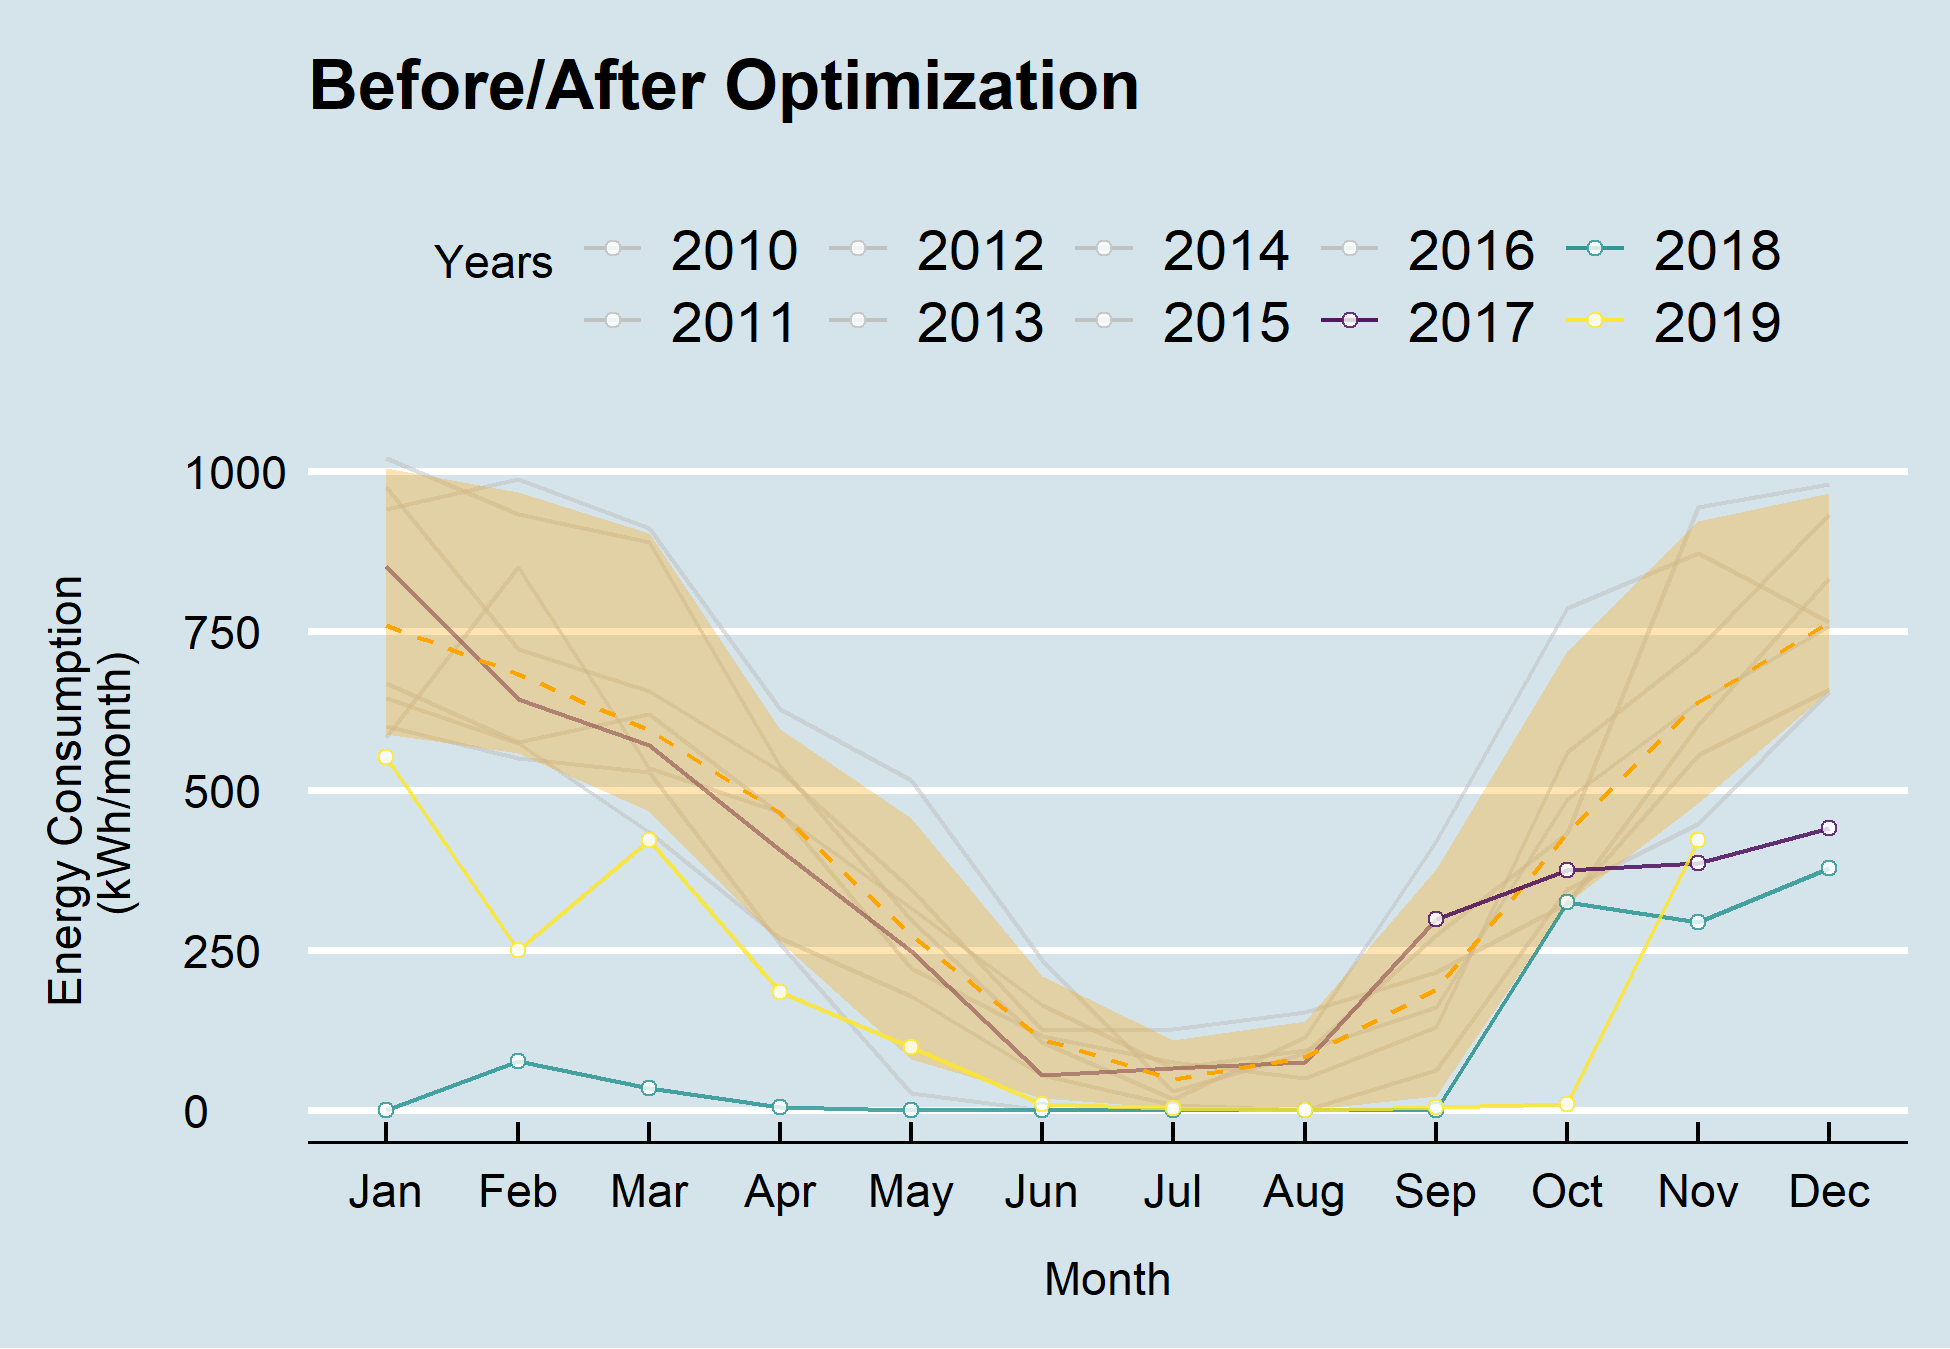 Before/After Optimization
Years
2010 2012 2014 2016 2018
2011 2013 2015 2017 2019
1000
750
500
250
0
Energy Consumption
(kWh/month)
Jan Feb Mar Apr May Jun Jul Aug Sep Oct Nov Dec
Month